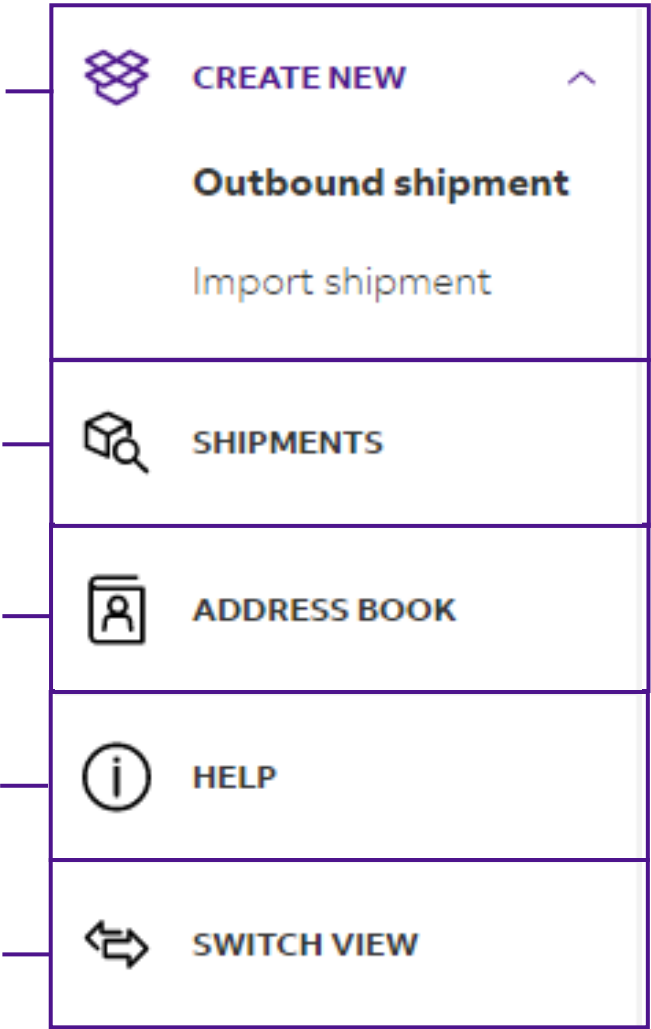 CREATE NEW
Outbound shipment
Import shipment
SHIPMENTS
ADDRESS BOOK
HELP
SWITCH VIEW